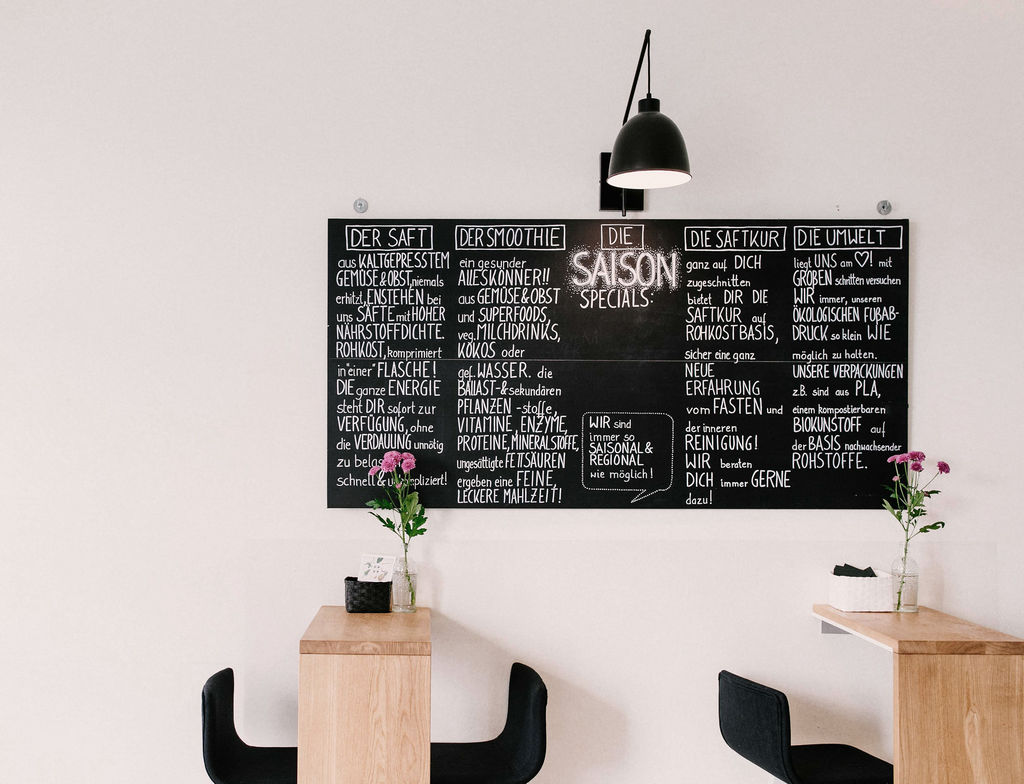 DER SAFT
aus KALTGEPRESSTEM
GEMÜSE & OBST, niemals
erhitzt, ENSTEHEN bei
uns SÄFTE mit HOHER
NÄHRSTOFFDICHTE.
ROHKOST, komprimiert
in "einer" FLASCHE!
DIE ganze ENERGIE
steht DIR sofort zur
VERFÜGUNG, ohne
die VERDAUUNG unnötig
zu
schnell &
DER SMOOTHIE
ein gesunder
ALLESKÖNNER!!
aus GEMÜSE & OBST
und SUPERFOODS,
veg. MILCHDRINKS,
KOKOS oder
gef. WASSER. die
BALLAST- & sekundären
PFLANZEN -stoffe,
VITAMINE, ENZYME,
PROTEINE, MINERALSTOFFE,
ungesättigte FETTSÄUREN
ergeben eine FEINE,
LECKERE MAHLZEIT!
DIE
SAISON
SPECIALS:
WIR sind
immer so
SAISONAL &
REGIONAL
wie möglich!
DIE SAFTKUR
ganz auf DICH
zugeschnitten
bietet DIR DIE
SAFTKUR auf
ROHKOSTBASIS,
sicher eine ganz
NEUE
ERFAHRUNG
vom FASTEN und
der inneren
REINIGUNG!
WIR beraten
DICH immer GERNE
dazu!
DIE UMWELT
liegt UNS am ♡! mit
GROBEN schritten versuchen
WIR immer, unseren
ÖKOLOGISCHEN FUßAB-
DRUCK so klein WIE
möglich zu halten.
UNSERE VERPACKUNGEN
z.B. sind aus PLA,
einem kompostierbaren
BIOKUNSTOFF auf
der BASIS nachwachsender
ROHSTOFFE.